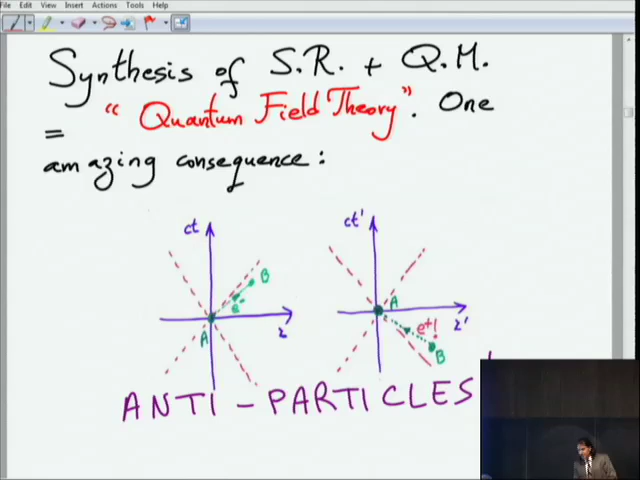 File Edit View Insert Actions Tools Help
Synthesis of S.R. + Q.M.
= "Quantum Field Theory". One
amazing consequence:
ct
ct'
B
e-
A
z
A
e+!
z'
B
ANTI-PARTICLES!